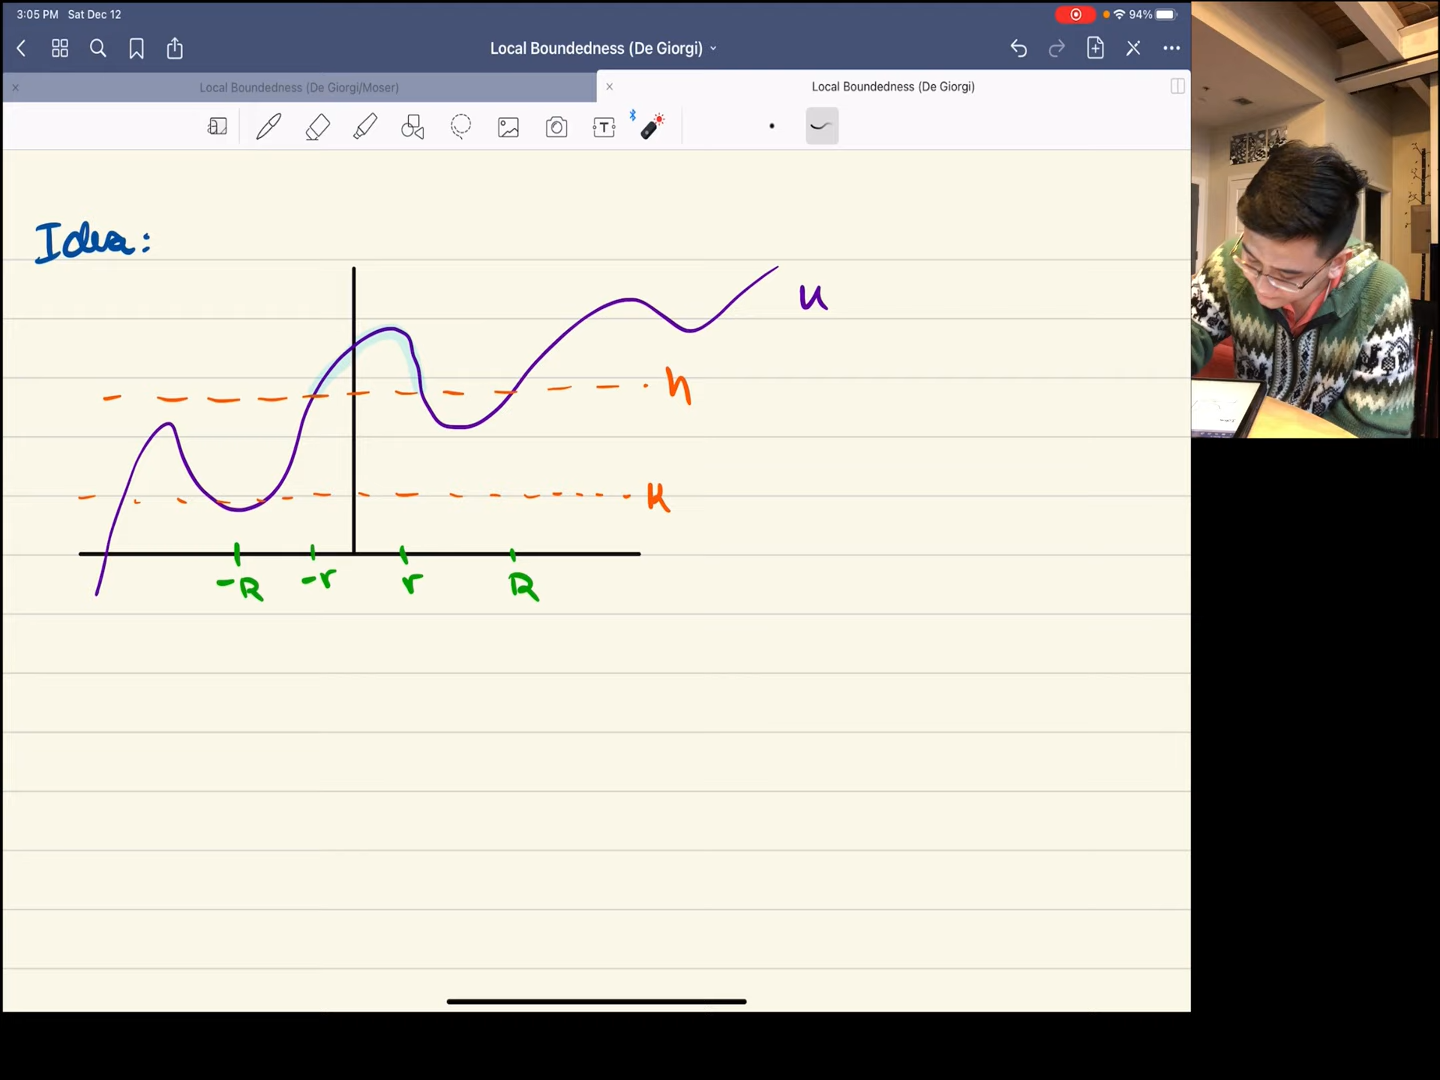 3:05 PM Sat Dec 12
94%
Local Boundedness (De Giorgi)
Local Boundedness (De Giorgi/Moser)
Local Boundedness (De Giorgi)
T
Idea:
u
h
k
-R -r r R